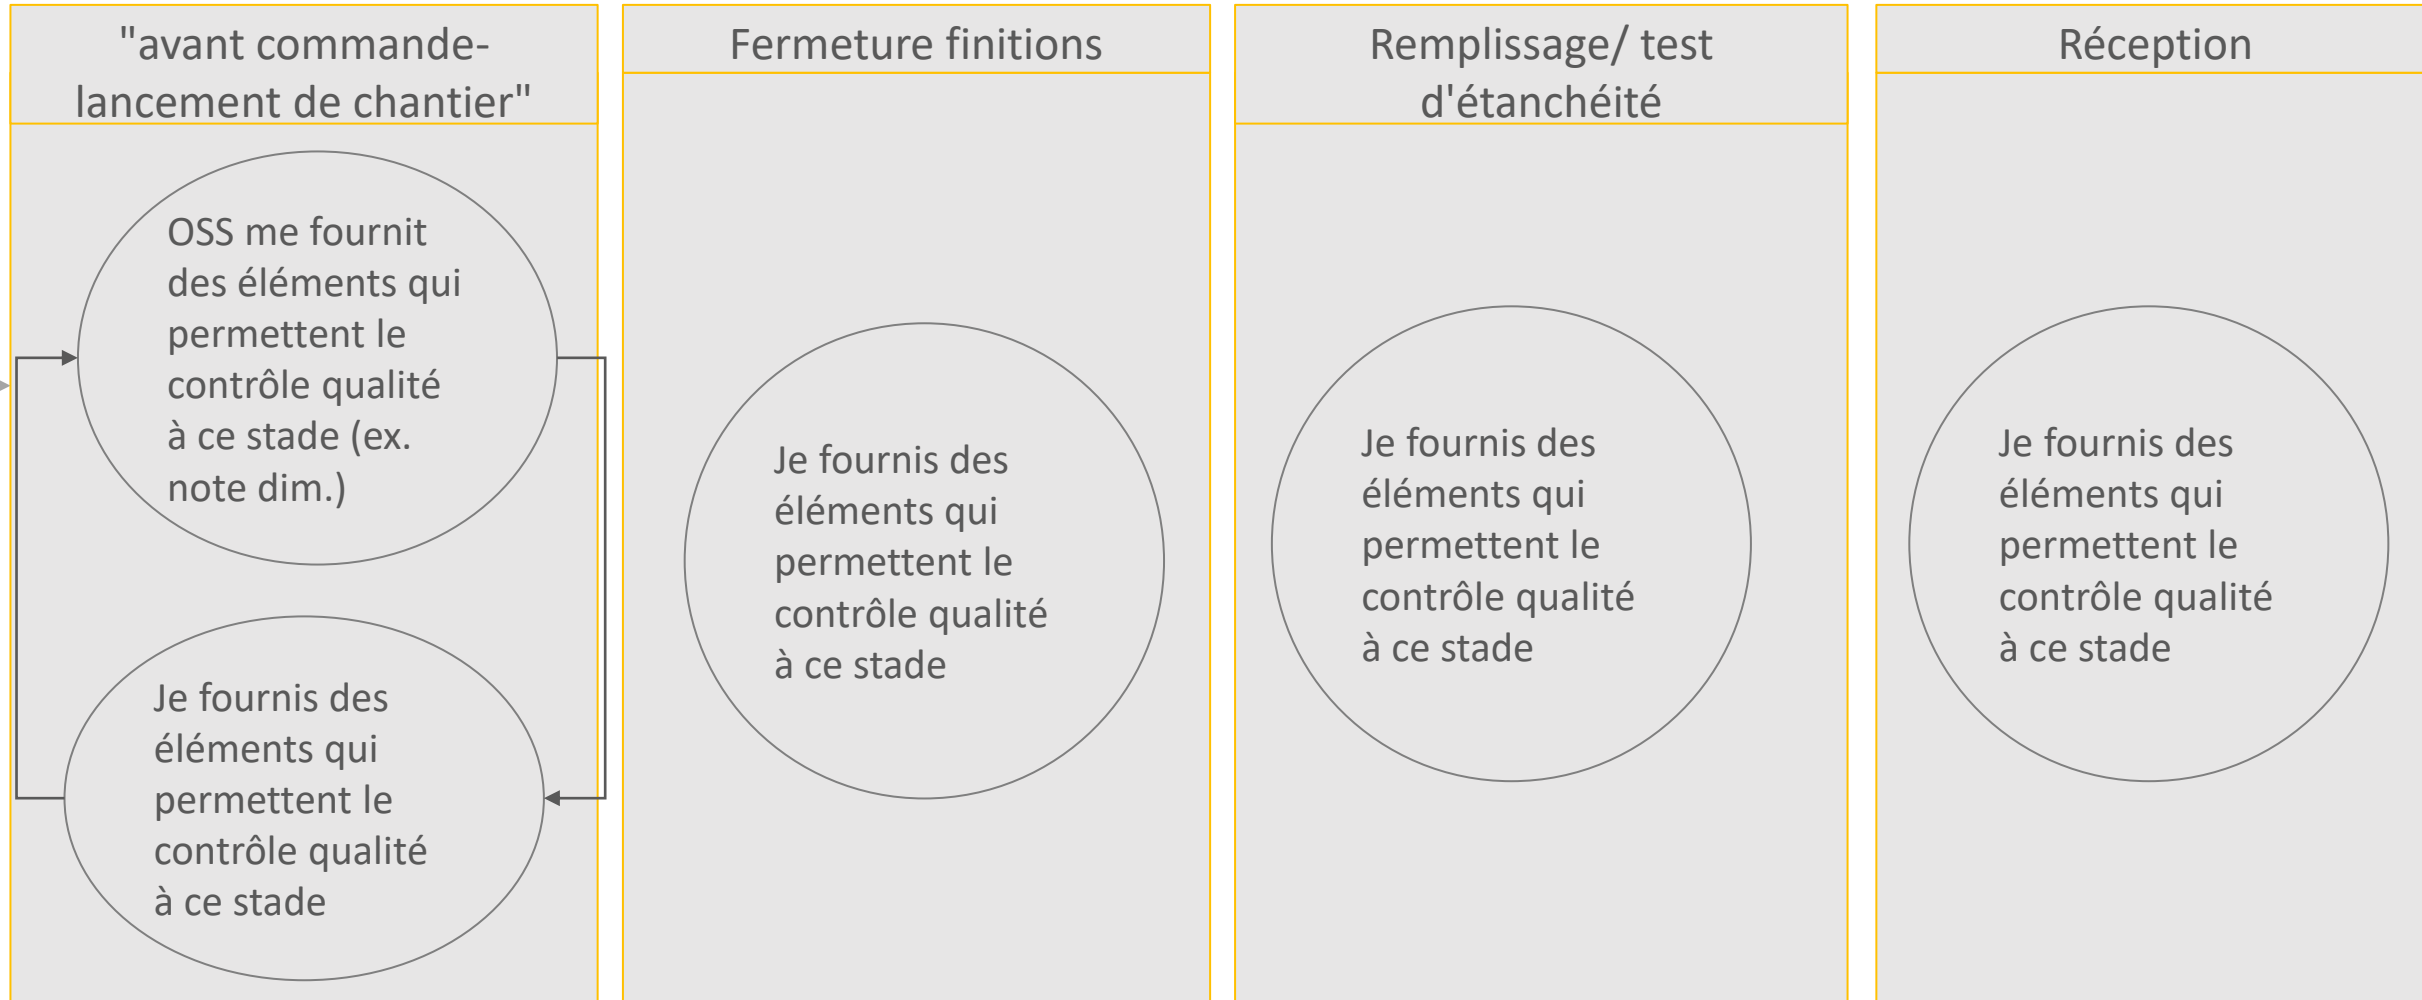 "avant commande-
lancement de chantier"
OSS me fournit
des éléments qui
permettent le
contrôle qualité
à ce stade (ex.
note dim.)
Je fournis des
éléments qui
permettent le
contrôle qualité
à ce stade
Fermeture finitions
Je fournis des
éléments qui
permettent le
contrôle qualité
à ce stade
Remplissage/ test
d'étanchéité
Je fournis des
éléments qui
permettent le
contrôle qualité
à ce stade
Réception
Je fournis des
éléments qui
permettent le
contrôle qualité
à ce stade